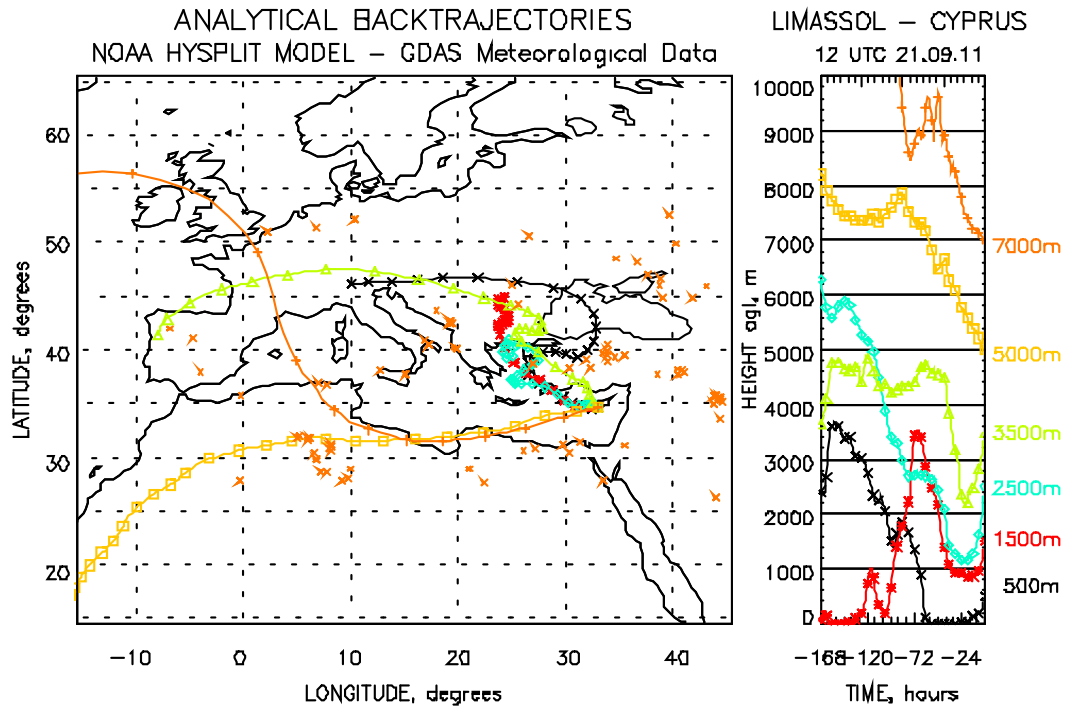 ANALYTICAL BACKTRAJECTORIES
NOAA HYSPLIT MODEL – GDAS Meteorological Data
LIMASSOL – CYPRUS
12 UTC 21.09.11
LATITUDE, degrees
60
50
40
30
20
-10
0
10
20
30
40
LONGITUDE, degrees
HEIGHT agl, m
10000
9000
8000
7000
6000
5000
4000
3000
2000
1000
0
7000m
5000m
3500m
2500m
1500m
500m
-168
-120
-72
-24
TIME, hours